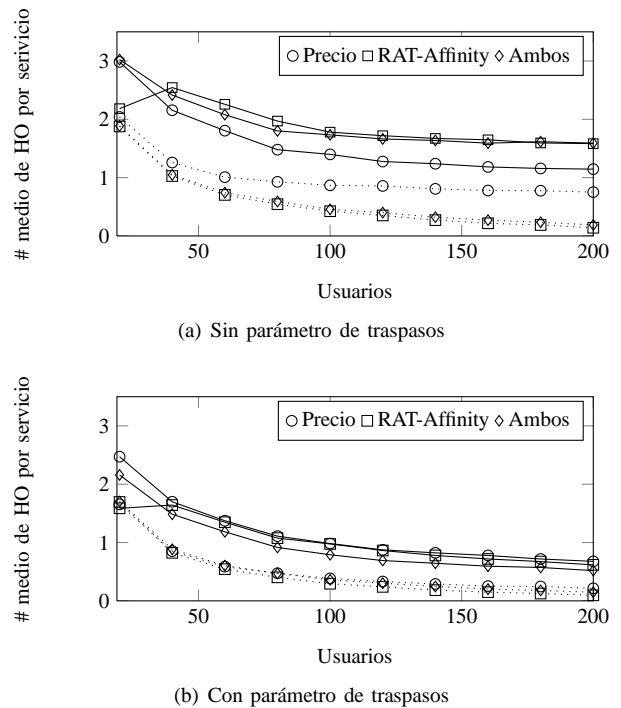 # medio de HO por serivicio
3
2
1
0
Precio RAT-Affinity Ambos
50 100 150 200
Usuarios
(a) Sin parámetro de traspasos
# medio de HO por servicio
3
2
1
0
Precio RAT-Affinity Ambos
50 100 150 200
Usuarios
(b) Con parámetro de traspasos